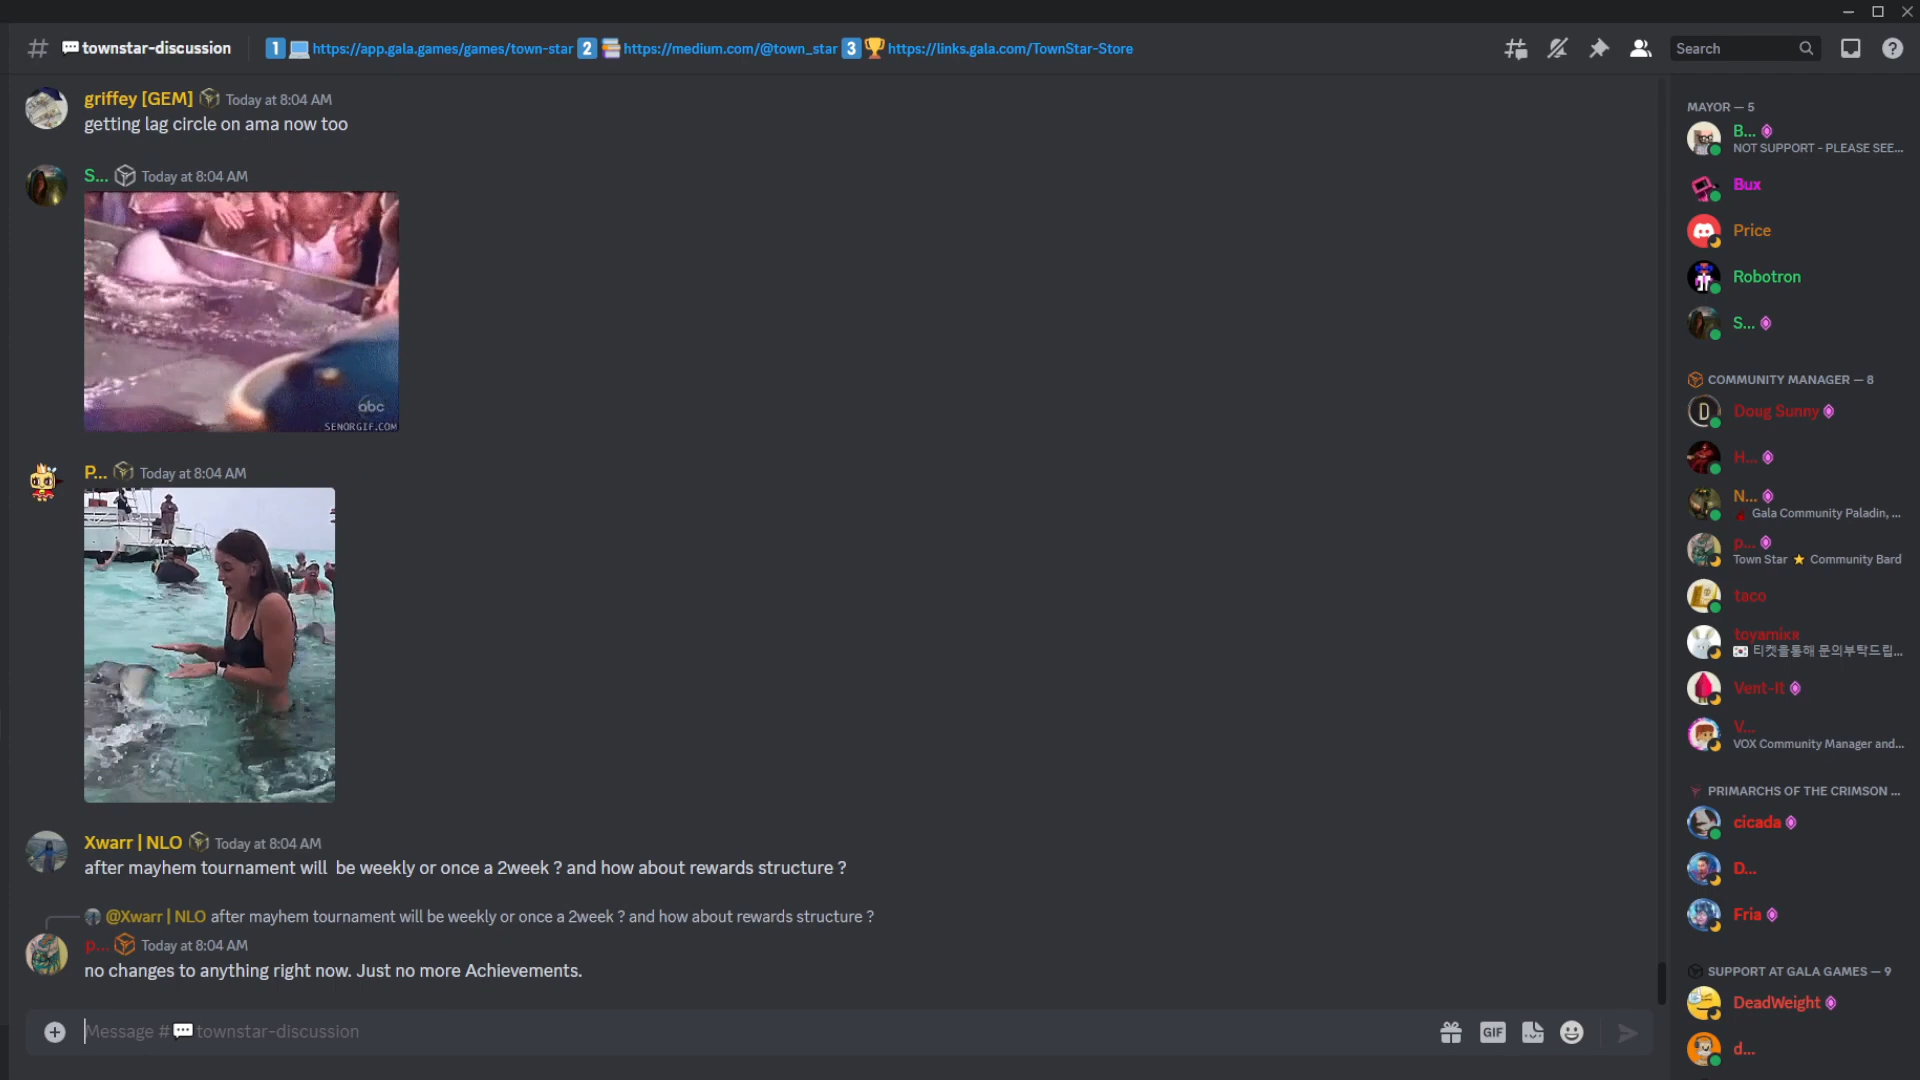 townstar-discussion 1 https://app.gala.games/games/town-star 2 https://medium.com/@town_star 3 https://links.gala.com/TownStar-Store Search
griffey [GEM] Today at 8:04 AM
getting lag circle on ama now too
S... Today at 8:04 AM
abc
SENORGIF.COM
P... Today at 8:04 AM
Xwarr | NLO Today at 8:04 AM
after mayhem tournament will be weekly or once a 2week ? and how about rewards structure ?
@Xwarr | NLO after mayhem tournament will be weekly or once a 2week ? and how about rewards structure ?
p... Today at 8:04 AM
no changes to anything right now. Just no more Achievements.
Message # townstar-discussion
GIF
MAYOR — 5
B...
NOT SUPPORT - PLEASE SEE...
Bux
Price
Robotron
S...
COMMUNITY MANAGER — 8
D
Doug Sunny
H...
N...
Gala Community Paladin, ...
p...
Town Star ⭐ Community Bard
taco
toyamikя
🇰🇷 티켓을통해 문의부탁드립...
Vent-It
V...
VOX Community Manager and...
PRIMARCHS OF THE CRIMSON ...
cicada
D...
Fria
SUPPORT AT GALA GAMES — 9
DeadWeight
d...